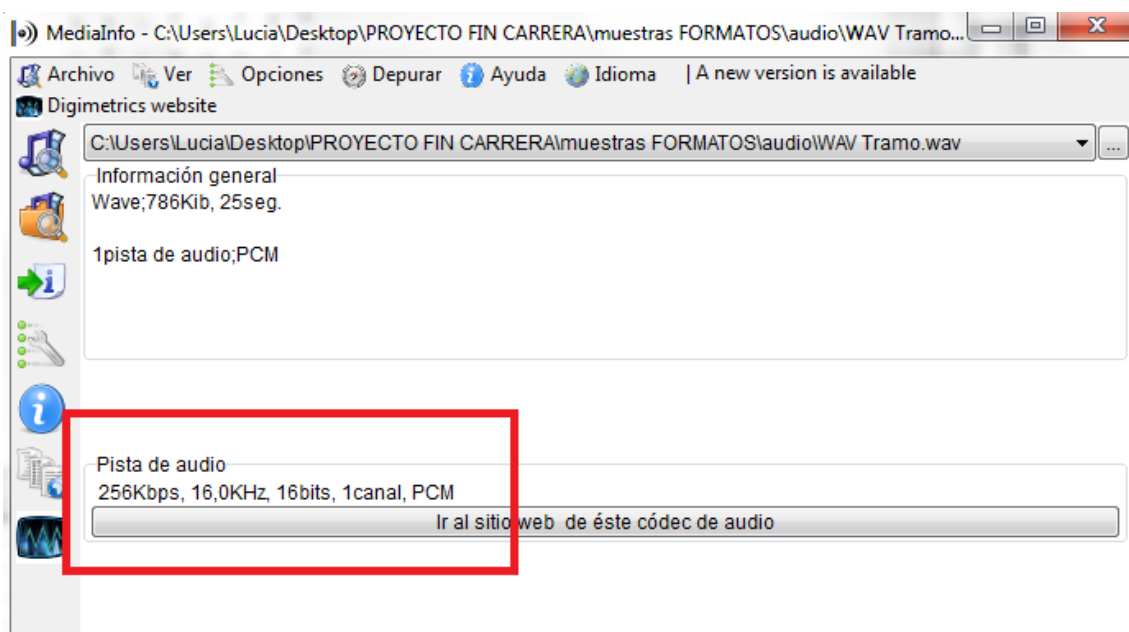 MediaInfo - C:\Users\Lucia\Desktop\PROYECTO FIN CARRERA\muestras FORMATOS\audio\WAV Tramo...
Archivo Ver Opciones Depurar Ayuda Idioma | A new version is available
Digimetrics website
C:\Users\Lucia\Desktop\PROYECTO FIN CARRERA\muestras FORMATOS\audio\WAV Tramo.wav ...
Información general
Wave;786Kib, 25seg.
1pista de audio;PCM
Pista de audio
256Kbps, 16,0KHz, 16bits, 1canal, PCM
Ir al sitio web de éste códec de audio